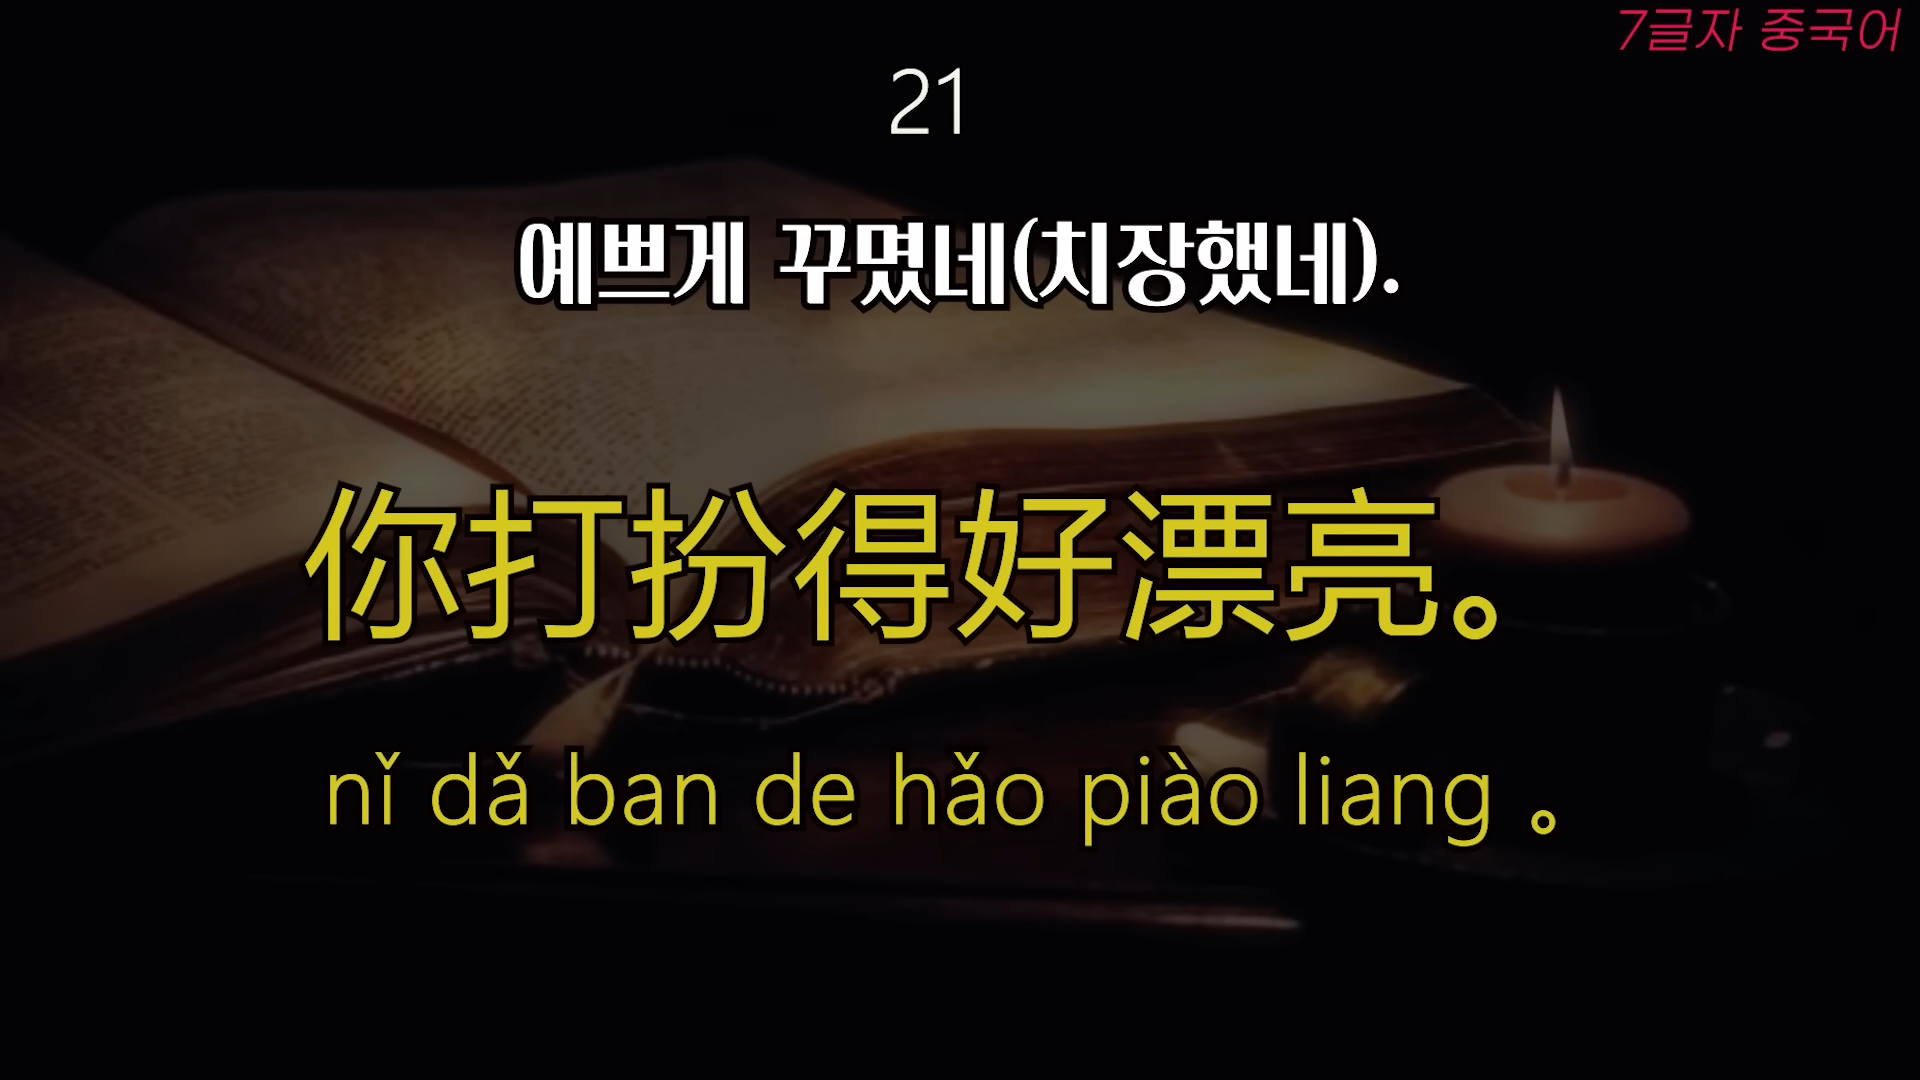 7글자 중국어
21
예쁘게 꾸몄네(치장했네).
你打扮得好漂亮。
nǐ dǎ ban de hǎo piào liang 。